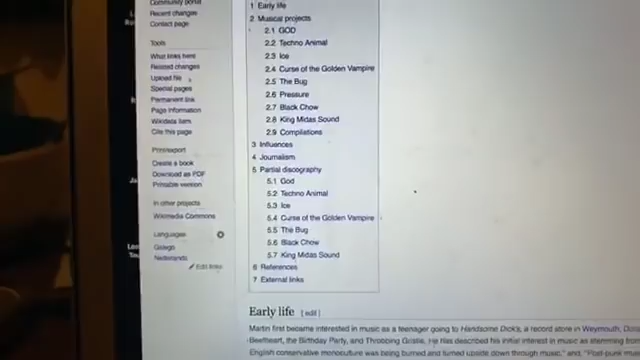 Community portal
Recent changes
Contact page
Tools
What links here
Related changes
Upload file
Special pages
Permanent link
Page information
Wikidata item
Cite this page
Print/export
Create a book
Download as PDF
Printable version
In other projects
Wikimedia Commons
Languages
Galego
Nederlands
Edit links
1 Early life
2 Musical projects
2.1 GOD
2.2 Techno Animal
2.3 Ice
2.4 Curse of the Golden Vampire
2.5 The Bug
2.6 Pressure
2.7 Black Chow
2.8 King Midas Sound
2.9 Compilations
3 Influences
4 Journalism
5 Partial discography
5.1 God
5.2 Techno Animal
5.3 Ice
5.4 Curse of the Golden Vampire
5.5 The Bug
5.6 Black Chow
5.7 King Midas Sound
6 References
7 External links
Early life [ edit ]
Martin first became interested in music as a teenager going to Handsome Dicks, a record store in Weymouth,
Beefheart, the Birthday Party, and Throbbing Gristle. He has described his initial interest in music as stemming
English conservative monoculture was being burned and turned upside down through music", and, "Post-punk